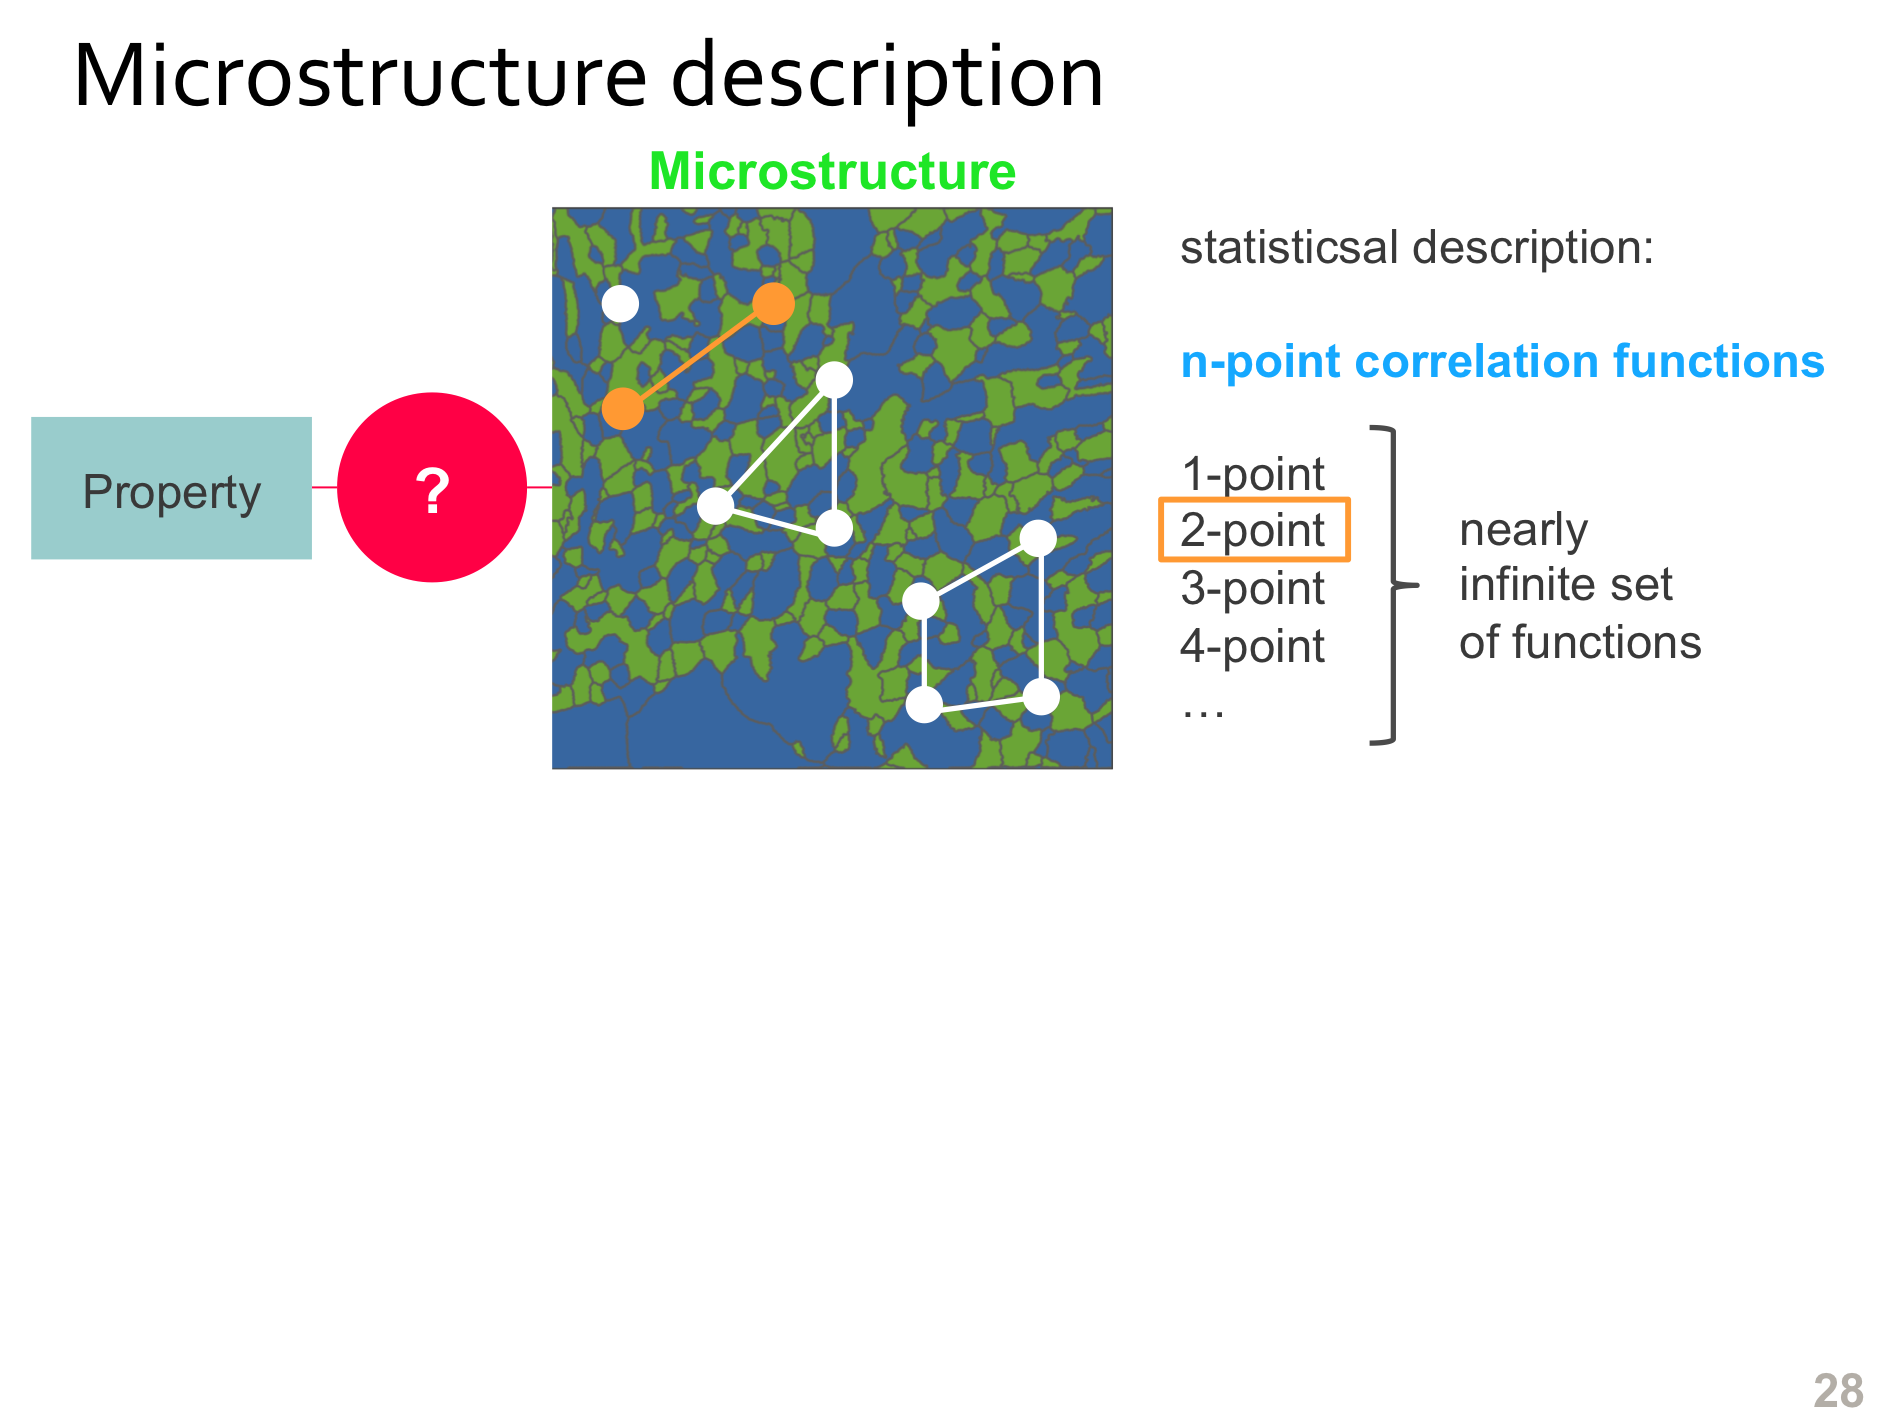 Microstructure description
Microstructure
statisticsal description:
n-point correlation functions
Property
?
1-point
2-point
3-point
4-point
…
nearly
infinite set
of functions
28